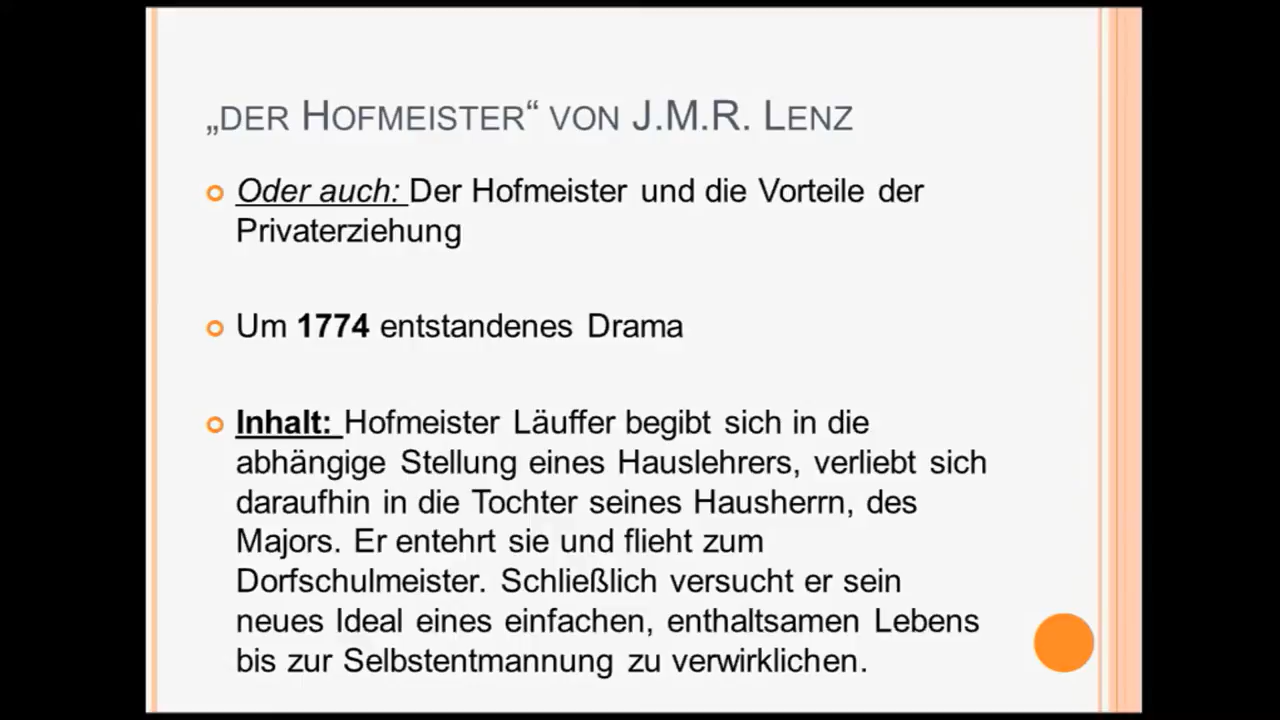 „DER HOFMEISTER“ VON J.M.R. LENZ
Oder auch: Der Hofmeister und die Vorteile der
Privaterziehung
Um 1774 entstandenes Drama
Inhalt: Hofmeister Läuffer begibt sich in die
abhängige Stellung eines Hauslehrers, verliebt sich
daraufhin in die Tochter seines Hausherrn, des
Majors. Er entehrt sie und flieht zum
Dorfschulmeister. Schließlich versucht er sein
neues Ideal eines einfachen, enthaltsamen Lebens
bis zur Selbstentmannung zu verwirklichen.